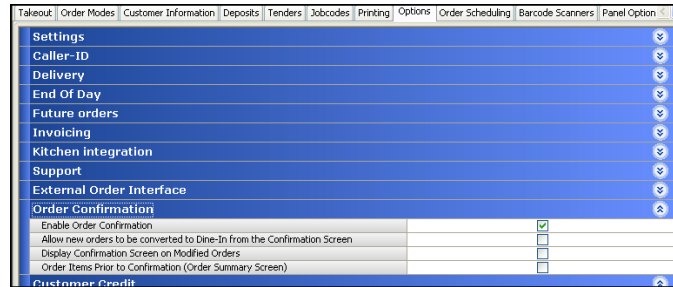 Takeout Order Modes Customer Information Deposits Tenders Jobcodes Printing Options Order Scheduling Barcode Scanners Panel Option
Settings
Caller-ID
Delivery
End Of Day
Future orders
Invoicing
Kitchen integration
Support
External Order Interface
Order Confirmation
Enable Order Confirmation
Allow new orders to be converted to Dine-In from the Confirmation Screen
Display Confirmation Screen on Modified Orders
Order Items Prior to Confirmation (Order Summary Screen)
Customer Credit